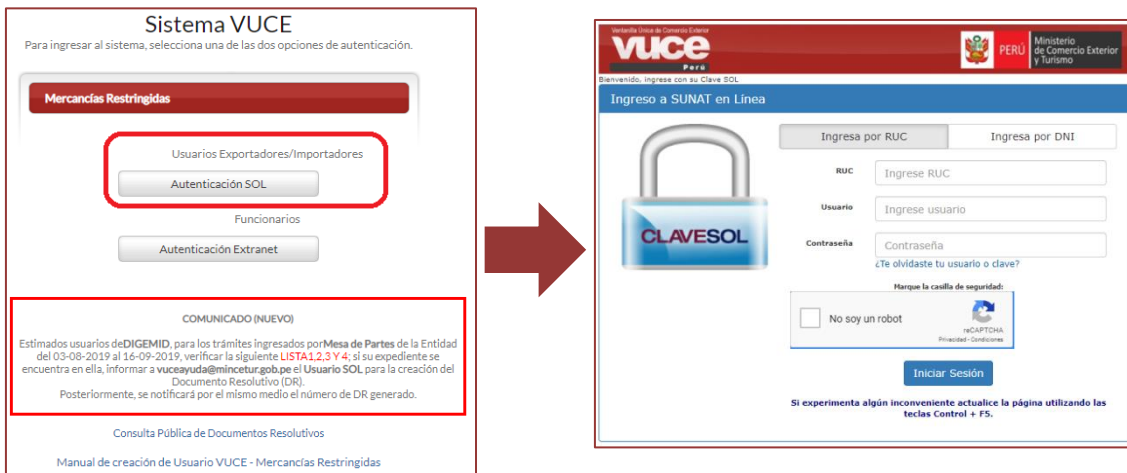 Sistema VUCE
Para ingresar al sistema, selecciona una de las dos opciones de autenticación.
Mercancías Restringidas
Usuarios Exportadores/Importadores
Autenticación SOL
Funcionarios
Autenticación Extranet
COMUNICADO (NUEVO)
Estimados usuarios deDIGEMID, para los trámites ingresados porMesa de Partes de la Entidad
del 03-08-2019 al 16-09-2019, verificar la siguiente LISTA1,2,3 Y 4; si su expediente se
encuentra en ella, informar a vuceayuda@mincetur.gob.pe el Usuario SOL para la creación del
Documento Resolutivo (DR).
Posteriormente, se notificará por el mismo medio el número de DR generado.
Consulta Pública de Documentos Resolutivos
Manual de creación de Usuario VUCE - Mercancías Restringidas
Ventanilla Única de Comercio Exterior
vuce
Perú
PERÚ
Ministerio
de Comercio Exterior
y Turismo
Bienvenido, ingrese con su Clave SOL
Ingreso a SUNAT en Línea
Ingresa por RUC
Ingresa por DNI
RUC
Ingrese RUC
Usuario
Ingrese usuario
CLAVESOL
Contraseña
Contraseña
¿Te olvidaste tu usuario o clave?
Marque la casilla de seguridad:
No soy un robot
reCAPTCHA
Privacidad - Condiciones
Iniciar Sesión
Si experimenta algún inconveniente actualice la página utilizando las
teclas Control + F5.